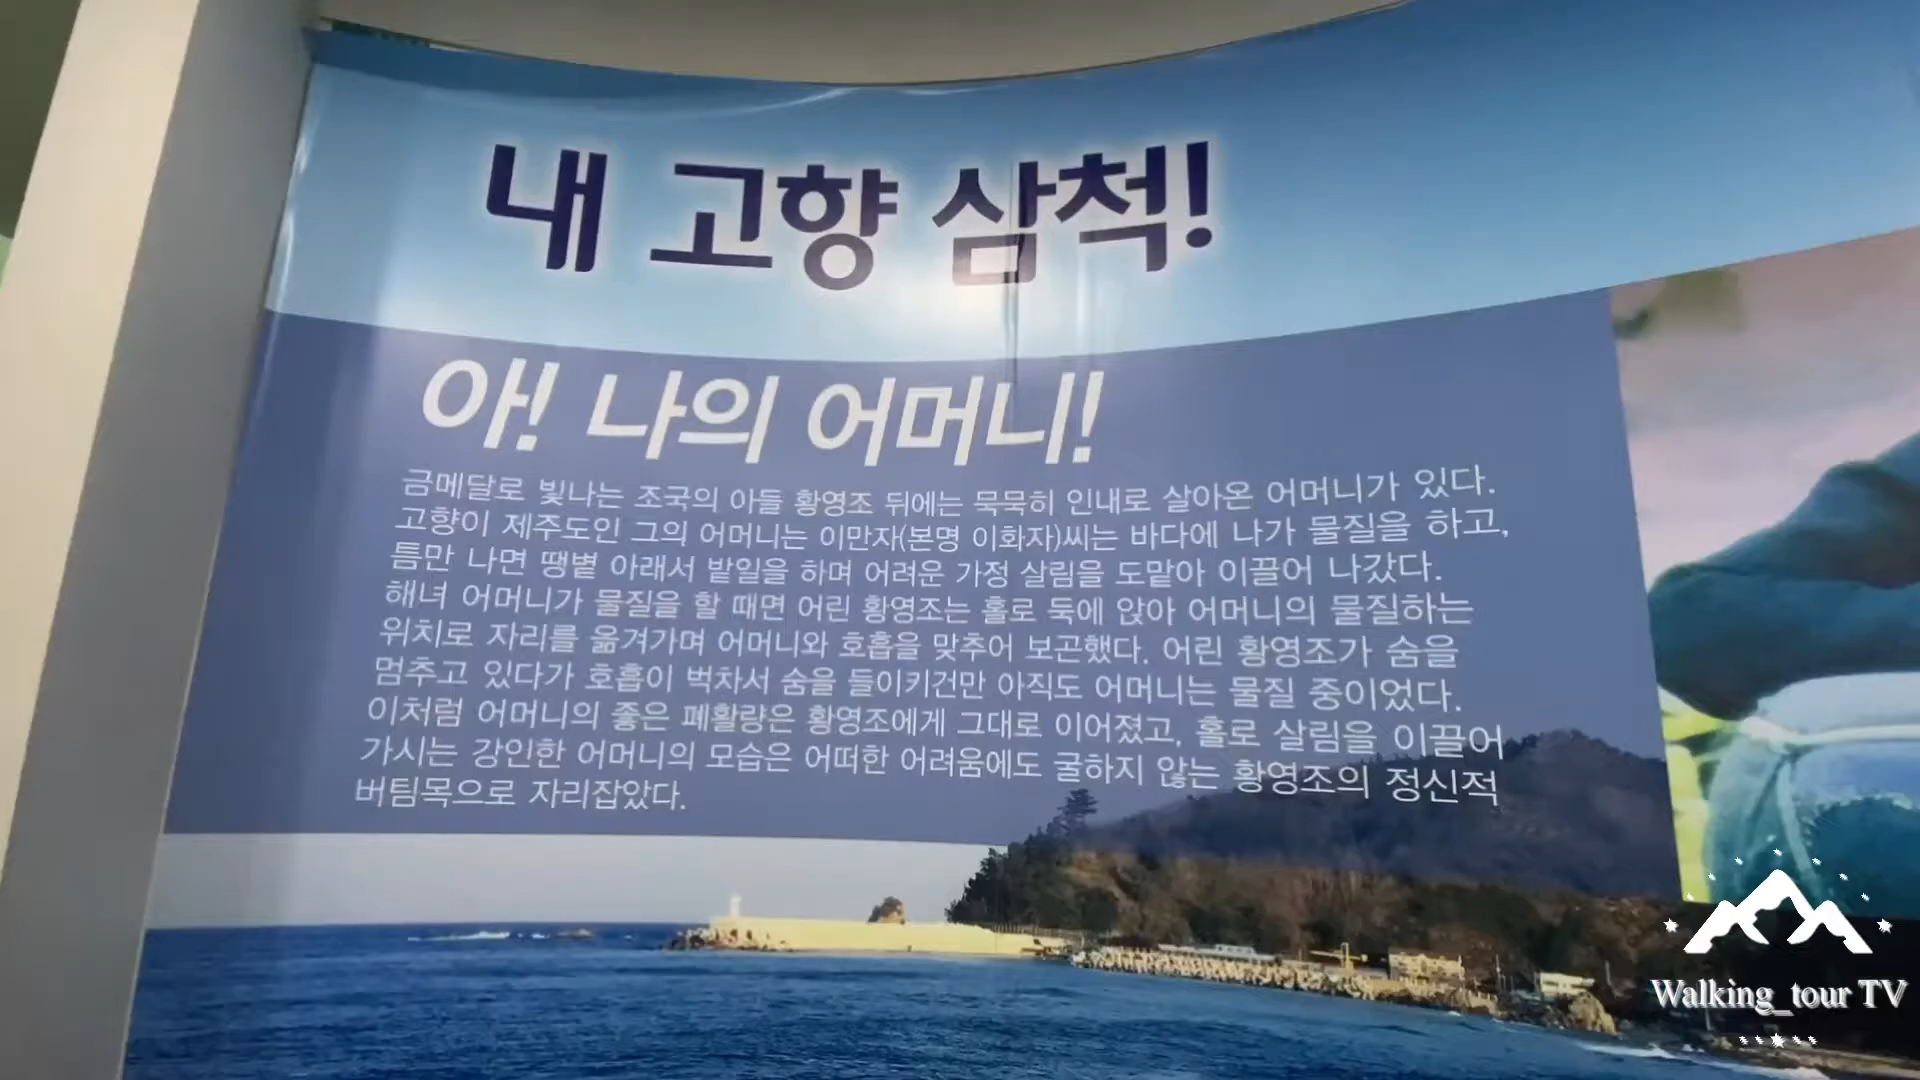 내 고향 삼척!
아! 나의 어머니!
금메달로 빛나는 조국의 아들 황영조 뒤에는 묵묵히 인내로 살아온 어머니가 있다.
고향이 제주도인 그의 어머니는 이만자(본명 이화자)씨는 바다에 나가 물질을 하고,
틈만 나면 땡볕 아래서 밭일을 하며 어려운 가정 살림을 도맡아 이끌어 나갔다.
해녀 어머니가 물질을 할 때면 어린 황영조는 홀로 둑에 앉아 어머니의 물질하는
위치로 자리를 옮겨가며 어머니와 호흡을 맞추어 보곤했다. 어린 황영조가 숨을
멈추고 있다가 호흡이 벅차서 숨을 들이키건만 아직도 어머니는 물질 중이었다.
이처럼 어머니의 좋은 폐활량은 황영조에게 그대로 이어졌고, 홀로 살림을 이끌어
가시는 강인한 어머니의 모습은 어떠한 어려움에도 굴하지 않는 황영조의 정신적
버팀목으로 자리잡았다.
Walking_tour TV